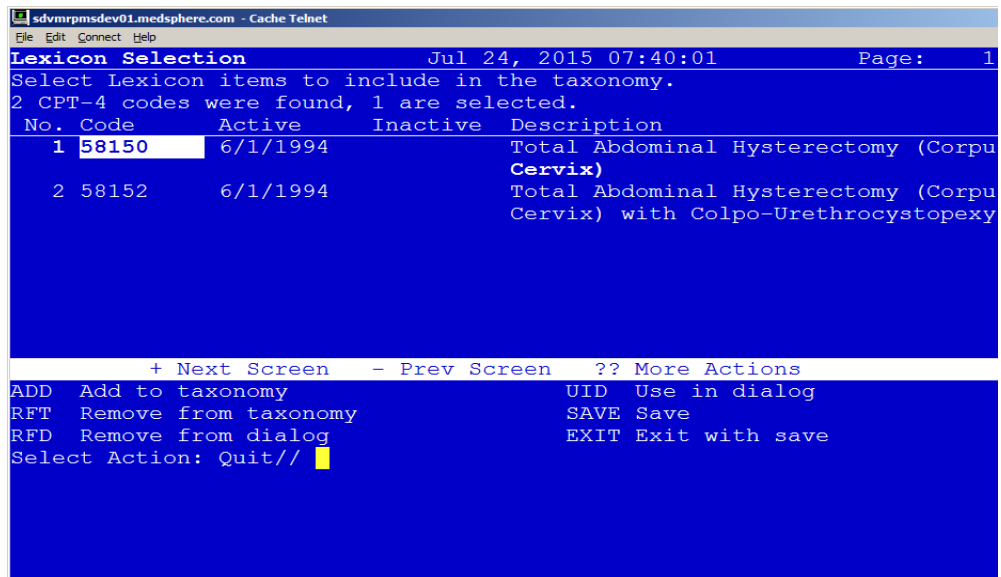 sdvmrpmsdev01.medsphere.com - Cache Telnet
File Edit Connect Help
Lexicon Selection Jul 24, 2015 07:40:01 Page: 1
Select Lexicon items to include in the taxonomy.
2 CPT-4 codes were found, 1 are selected.
No. Code Active Inactive Description
1 58150 6/1/1994 Total Abdominal Hysterectomy (Corpu
Cervix)
2 58152 6/1/1994 Total Abdominal Hysterectomy (Corpu
Cervix) with Colpo-Urethrocystopexy
+ Next Screen - Prev Screen ?? More Actions
ADD Add to taxonomy UID Use in dialog
RFT Remove from taxonomy SAVE Save
RFD Remove from dialog EXIT Exit with save
Select Action: Quit//